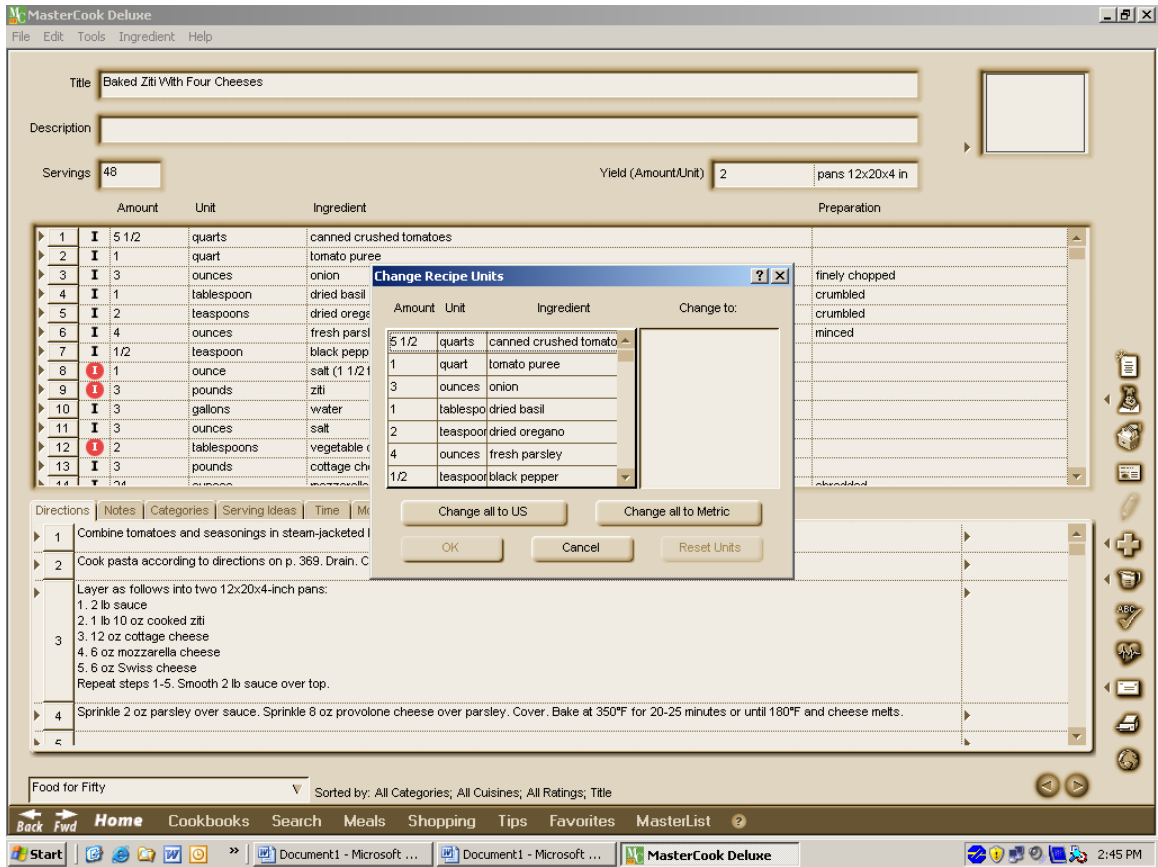 MasterCook Deluxe
File Edit Tools Ingredient Help
Title Baked Ziti With Four Cheeses
Description
Servings 48 Yield (Amount/Unit) 2 pans 12x20x4 in
Amount Unit Ingredient Preparation
1 I 5 1/2 quarts canned crushed tomatoes
2 I 1 quart tomato puree
3 I 3 ounces onion finely chopped
4 I 1 tablespoon dried basil crumbled
5 I 2 teaspoons dried orega crumbled
6 I 4 ounces fresh parsl minced
7 I 1/2 teaspoon black pepp
8 I 1 ounce salt (1 1/2 t
9 I 3 pounds ziti
10 I 3 gallons water
11 I 3 ounces salt
12 I 2 tablespoons vegetable
13 I 3 pounds cottage ch
14 I 24 ounces mozzarella shredded
Change Recipe Units
Amount Unit Ingredient Change to:
5 1/2 quarts canned crushed tomato
1 quart tomato puree
3 ounces onion
1 tablespo dried basil
2 teaspoon dried oregano
4 ounces fresh parsley
1/2 teaspoon black pepper
Change all to US Change all to Metric
OK Cancel Reset Units
Directions Notes Categories Serving Ideas Time
1 Combine tomatoes and seasonings in steam-jacketed
2 Cook pasta according to directions on p. 369. Drain. C
3 Layer as follows into two 12x20x4-inch pans:
1. 2 lb sauce
2. 1 lb 10 oz cooked ziti
3. 12 oz cottage cheese
4. 6 oz mozzarella cheese
5. 6 oz Swiss cheese
Repeat steps 1-5. Smooth 2 lb sauce over top.
4 Sprinkle 2 oz parsley over sauce. Sprinkle 8 oz provolone cheese over parsley. Cover. Bake at 350°F for 20-25 minutes or until 180°F and cheese melts.
5
Food for Fifty Sorted by: All Categories; All Cuisines; All Ratings; Title
Back Fwd Home Cookbooks Search Meals Shopping Tips Favorites MasterList ?
Start » Document1 - Microsoft ... Document1 - Microsoft ... MasterCook Deluxe 2:45 PM